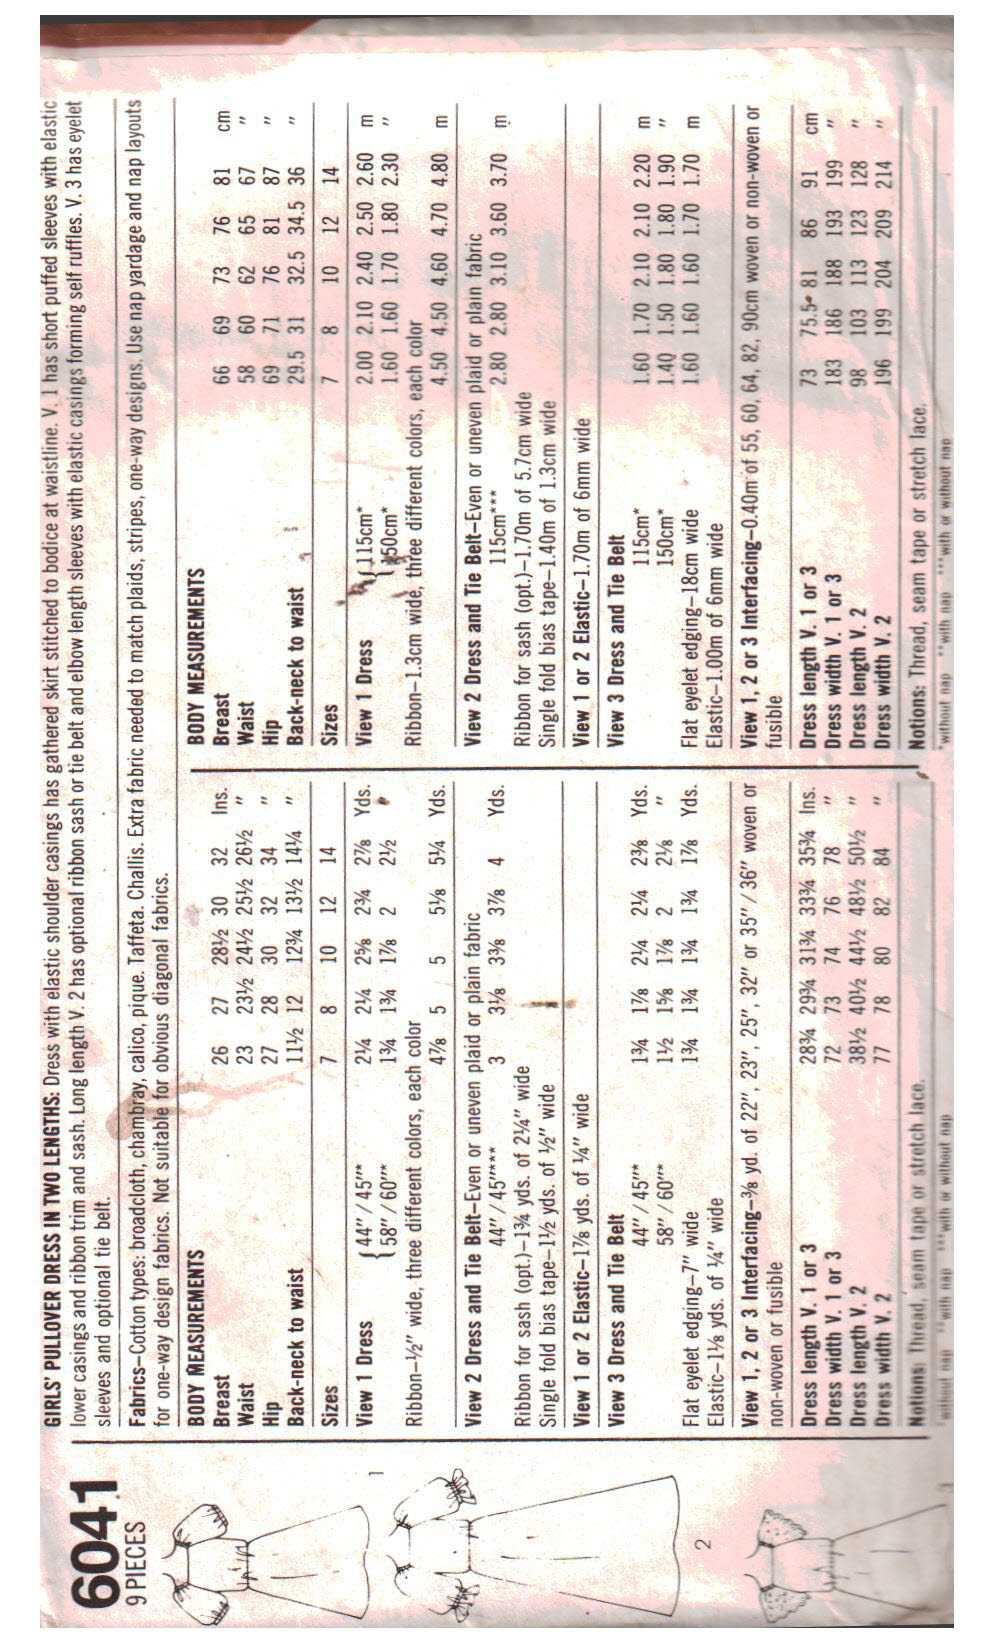 6041
9 PIECES
GIRLS' PULLOVER DRESS IN TWO LENGTHS: Dress with elastic shoulder casings has gathered skirt stitched to bodice at waistline. V. 1 has short puffed sleeves with elastic
lower casings and ribbon trim and sash. Long length V. 2 has optional ribbon sash or tie belt and elbow length sleeves with elastic casings forming self ruffles. V. 3 has eyelet
sleeves and optional tie belt.
Fabrics–Cotton types: broadcloth, chambray, calico, pique. Taffeta. Challis. Extra fabric needed to match plaids, stripes, one-way designs. Use nap yardage and nap layouts
for one-way design fabrics. Not suitable for obvious diagonal fabrics.
BODY MEASUREMENTS
Breast 26 27 28½ 30 32 Ins.
Waist 23 23½ 24½ 25½ 26½ "
Hip 27 28 30 32 34 "
Back-neck to waist 11½ 12 12¾ 13½ 14¼ "
Sizes 7 8 10 12 14
View 1 Dress { 44" / 45"* 2¼ 2¼ 2⅝ 2¾ 2⅞ Yds.
{ 58" / 60"* 1¾ 1¾ 1⅞ 2 2½ "
Ribbon–½" wide, three different colors, each color
4⅞ 5 5 5⅛ 5¼ Yds.
View 2 Dress and Tie Belt–Even or uneven plaid or plain fabric
44" / 45"*** 3 3⅛ 3⅜ 3⅞ 4 Yds.
Ribbon for sash (opt.)–1¾ yds. of 2¼" wide
Single fold bias tape–1½ yds. of ½" wide
View 1 or 2 Elastic–1⅞ yds. of ¼" wide
View 3 Dress and Tie Belt
44" / 45"* 1¾ 1⅞ 2¼ 2¼ 2⅜ Yds.
58" / 60"* 1½ 1⅝ 1⅞ 2 2⅛ "
Flat eyelet edging–7" wide 1¾ 1¾ 1¾ 1¾ 1⅞ Yds.
Elastic–1⅛ yds. of ¼" wide
View 1, 2 or 3 Interfacing–⅜ yd. of 22", 23", 25", 32" or 35" / 36" woven or
non-woven or fusible
Dress length V. 1 or 3 28¾ 29¾ 31¾ 33¾ 35¾ Ins.
Dress width V. 1 or 3 72 73 74 76 78 "
Dress length V. 2 38½ 40½ 44½ 48½ 50½ "
Dress width V. 2 77 78 80 82 84 "
Notions: Thread, seam tape or stretch lace.
*without nap **with nap ***with or without nap
BODY MEASUREMENTS
Breast 66 69 73 76 81 cm
Waist 58 60 62 65 67 "
Hip 69 71 76 81 87 "
Back-neck to waist 29.5 31 32.5 34.5 36 "
Sizes 7 8 10 12 14
View 1 Dress { 115cm* 2.00 2.10 2.40 2.50 2.60 m
{ 150cm* 1.60 1.60 1.70 1.80 2.30 "
Ribbon–1.3cm wide, three different colors, each color
4.50 4.50 4.60 4.70 4.80 m
View 2 Dress and Tie Belt–Even or uneven plaid or plain fabric
115cm*** 2.80 2.80 3.10 3.60 3.70 m
Ribbon for sash (opt.)–1.70m of 5.7cm wide
Single fold bias tape–1.40m of 1.3cm wide
View 1 or 2 Elastic–1.70m of 6mm wide
View 3 Dress and Tie Belt
115cm* 1.60 1.70 2.10 2.10 2.20 m
150cm* 1.40 1.50 1.80 1.80 1.90 "
Flat eyelet edging–18cm wide 1.60 1.60 1.60 1.70 1.70 m
Elastic–1.00m of 6mm wide
View 1, 2 or 3 Interfacing–0.40m of 55, 60, 64, 82, 90cm woven or non-woven or
fusible
Dress length V. 1 or 3 73 75.5 81 86 91 cm
Dress width V. 1 or 3 183 186 188 193 199 "
Dress length V. 2 98 103 113 123 128 "
Dress width V. 2 196 199 204 209 214 "
Notions: Thread, seam tape or stretch lace.
*without nap **with nap ***with or without nap
1
2
3